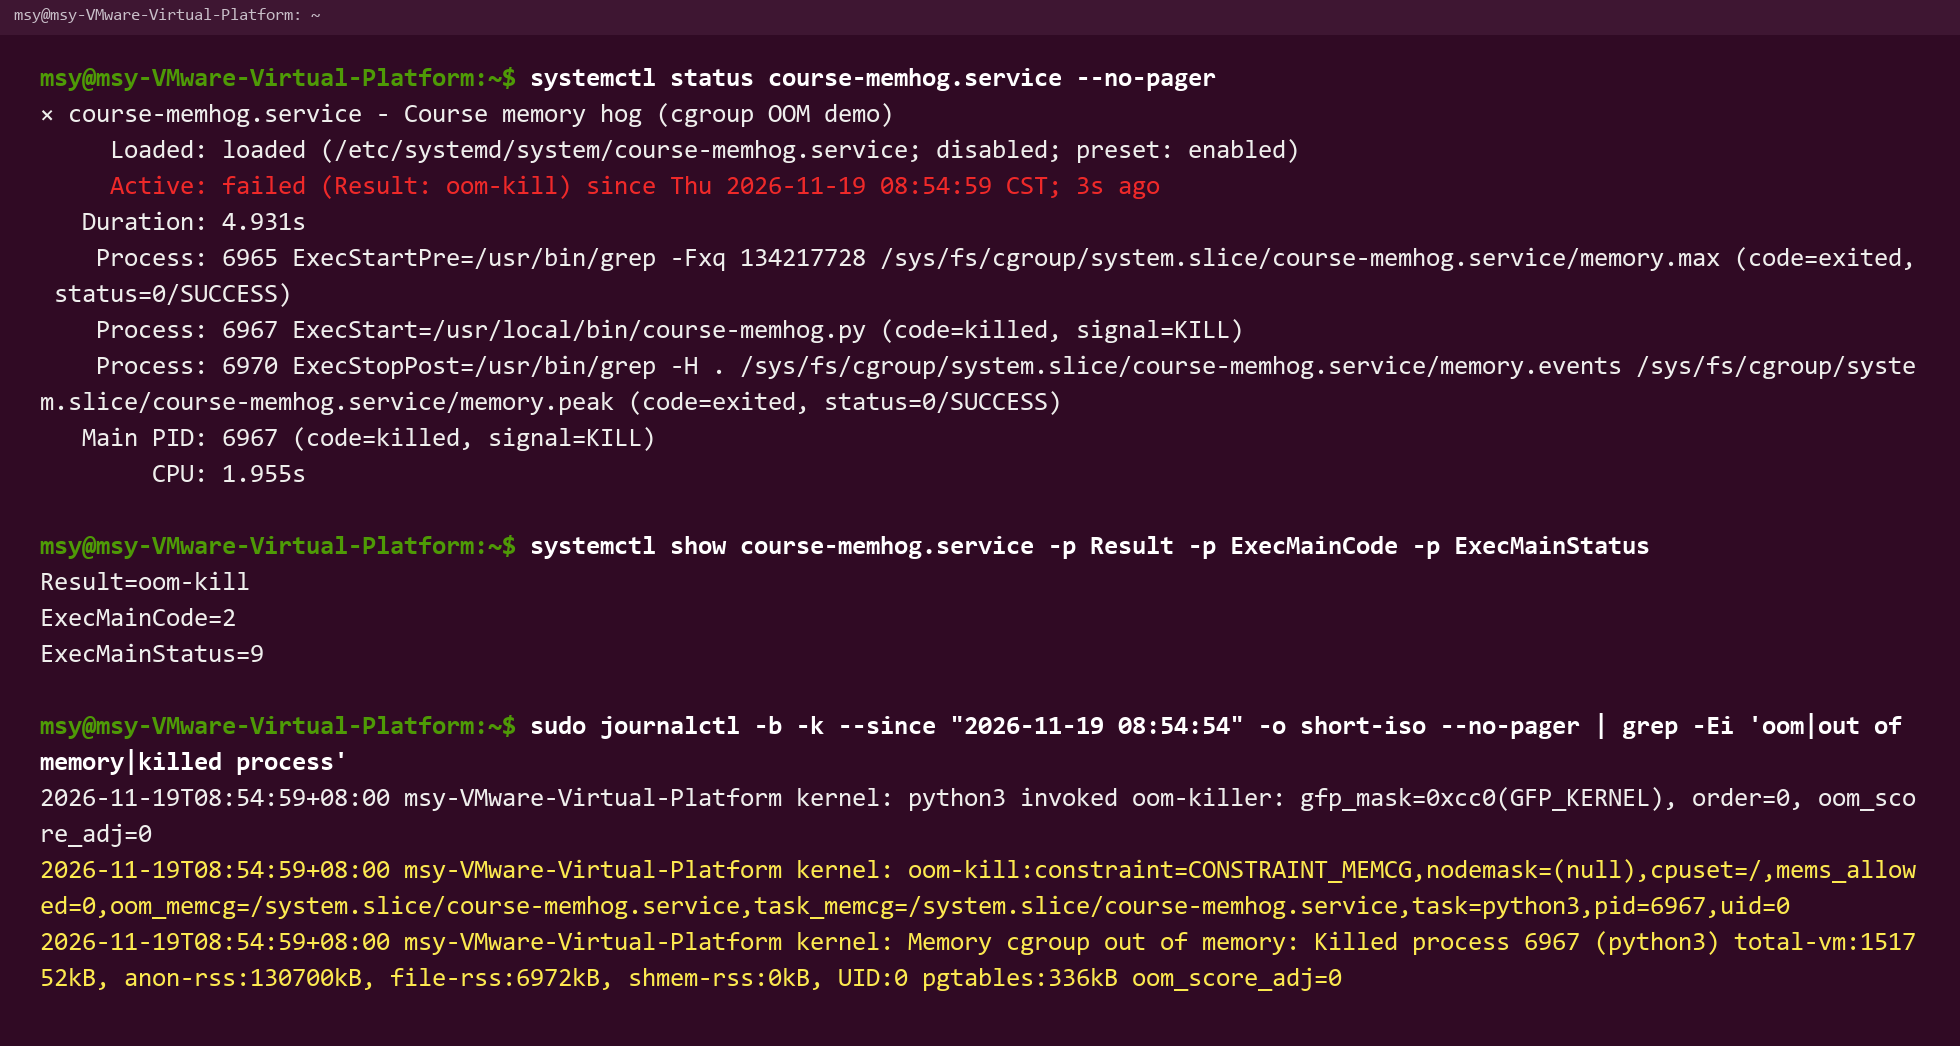 msy@msy-VMware-Virtual-Platform: ~
msy@msy-VMware-Virtual-Platform:~$ systemctl status course-memhog.service --no-pager
× course-memhog.service - Course memory hog (cgroup OOM demo)
     Loaded: loaded (/etc/systemd/system/course-memhog.service; disabled; preset: enabled)
     Active: failed (Result: oom-kill) since Thu 2026-11-19 08:54:59 CST; 3s ago
   Duration: 4.931s
    Process: 6965 ExecStartPre=/usr/bin/grep -Fxq 134217728 /sys/fs/cgroup/system.slice/course-memhog.service/memory.max (code=exited,
 status=0/SUCCESS)
    Process: 6967 ExecStart=/usr/local/bin/course-memhog.py (code=killed, signal=KILL)
    Process: 6970 ExecStopPost=/usr/bin/grep -H . /sys/fs/cgroup/system.slice/course-memhog.service/memory.events /sys/fs/cgroup/syste
m.slice/course-memhog.service/memory.peak (code=exited, status=0/SUCCESS)
   Main PID: 6967 (code=killed, signal=KILL)
        CPU: 1.955s
msy@msy-VMware-Virtual-Platform:~$ systemctl show course-memhog.service -p Result -p ExecMainCode -p ExecMainStatus
Result=oom-kill
ExecMainCode=2
ExecMainStatus=9
msy@msy-VMware-Virtual-Platform:~$ sudo journalctl -b -k --since "2026-11-19 08:54:54" -o short-iso --no-pager | grep -Ei 'oom|out of
memory|killed process'
2026-11-19T08:54:59+08:00 msy-VMware-Virtual-Platform kernel: python3 invoked oom-killer: gfp_mask=0xcc0(GFP_KERNEL), order=0, oom_sco
re_adj=0
2026-11-19T08:54:59+08:00 msy-VMware-Virtual-Platform kernel: oom-kill:constraint=CONSTRAINT_MEMCG,nodemask=(null),cpuset=/,mems_allow
ed=0,oom_memcg=/system.slice/course-memhog.service,task_memcg=/system.slice/course-memhog.service,task=python3,pid=6967,uid=0
2026-11-19T08:54:59+08:00 msy-VMware-Virtual-Platform kernel: Memory cgroup out of memory: Killed process 6967 (python3) total-vm:1517
52kB, anon-rss:130700kB, file-rss:6972kB, shmem-rss:0kB, UID:0 pgtables:336kB oom_score_adj=0